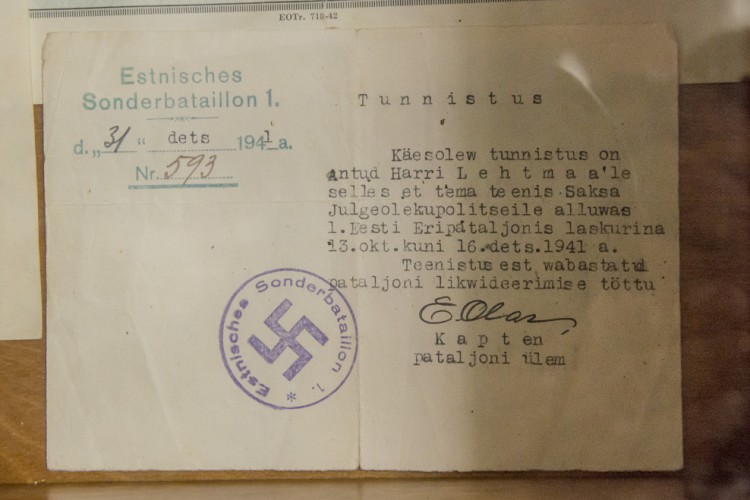 EOTr. 718-42
Estnisches
Sonderbataillon 1.
d. „31" dets 1941 a.
Nr. 593
Tunnistus
Käesolew tunnistus on
antud Harri Lehtmaa'le
selles et tema teenis Saksa
Julgeolekupolitseile alluwas
1.Eesti Eripataljonis laskurina
13.okt.kuni 16.dets.1941 a.
Teenistusest wabastatud
pataljoni likwideerimise tõttu
Kapten
pataljoni ülem
Estnisches Sonderbataillon 1. *